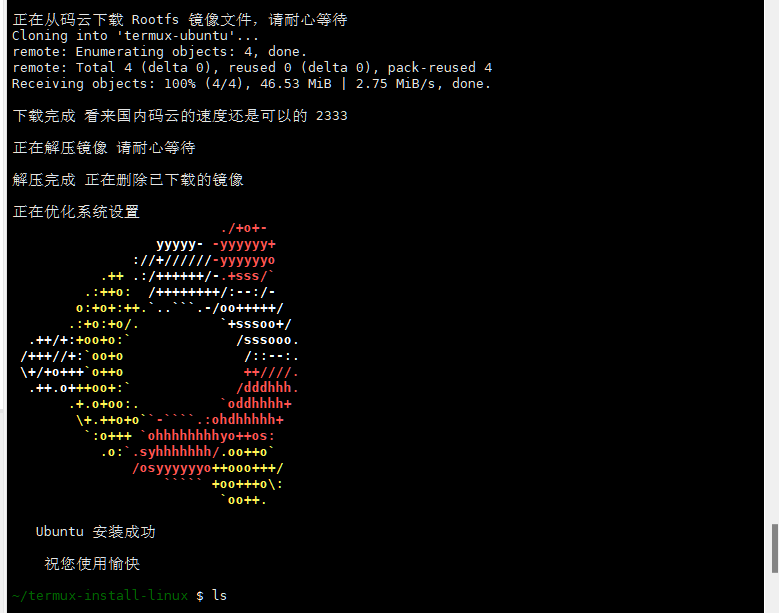 正在从码云下载 Rootfs 镜像文件，请耐心等待
Cloning into 'termux-ubuntu'...
remote: Enumerating objects: 4, done.
remote: Total 4 (delta 0), reused 0 (delta 0), pack-reused 4
Receiving objects: 100% (4/4), 46.53 MiB | 2.75 MiB/s, done.
下载完成 看来国内码云的速度还是可以的 2333
正在解压镜像 请耐心等待
解压完成 正在删除已下载的镜像
正在优化系统设置
./+o+-
yyyyy- -yyyyyy+
://+//////-yyyyyyo
.++ .:/++++++/-.+sss/`
.:++o:  /++++++++/:--:/-
o:+o+:++.`..```.-/oo+++++/
.:+o:+o/.          `+sssoo+/
.++/+:+oo+o:`             /sssooo.
/+++//+:`oo+o               /::--:.
\+/+o+++`o++o               ++////.
.++.o+++oo+:`             /dddhhh.
.+.o+oo:.          `oddhhhh+
\+.++o+o``-````.:ohdhhhhh+
`:o+++ `ohhhhhhhhyo++os:
.o:`.syhhhhhhh/.oo++o`
/osyyyyyyo++ooo+++/
````` +oo+++o\:
`oo++.
Ubuntu 安装成功
祝您使用愉快
~/termux-install-linux $ ls